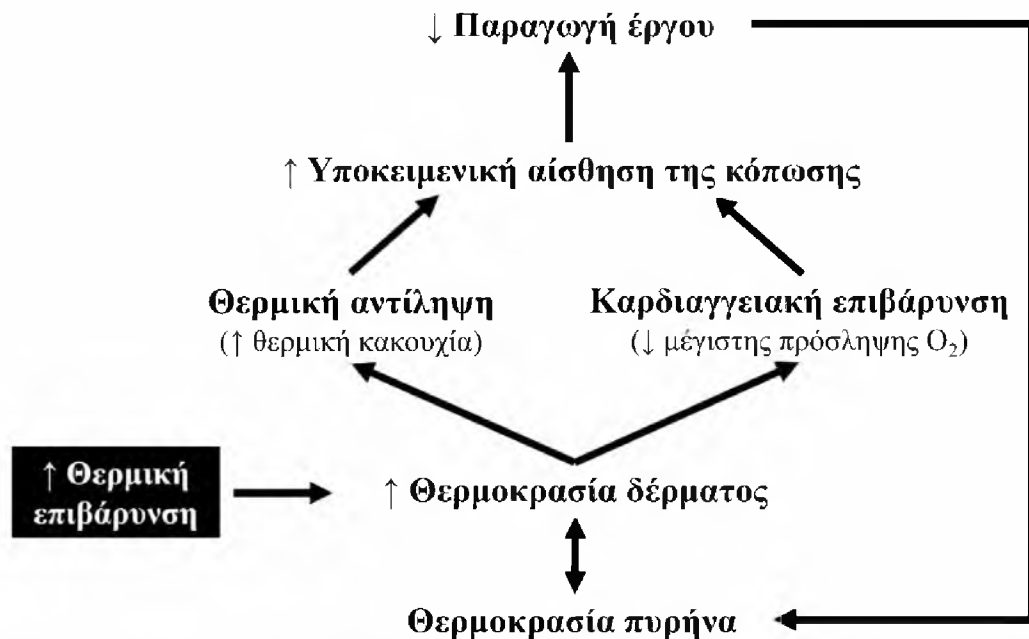 ↓ Παραγωγή έργου
↑ Υποκειμενική αίσθηση της κόπωσης
Θερμική αντίληψη
(↑ θερμική κακουχία)
Καρδιαγγειακή επιβάρυνση
(↓ μέγιστης πρόσληψης O₂)
↑ Θερμική
επιβάρυνση
↑ Θερμοκρασία δέρματος
Θερμοκρασία πυρήνα